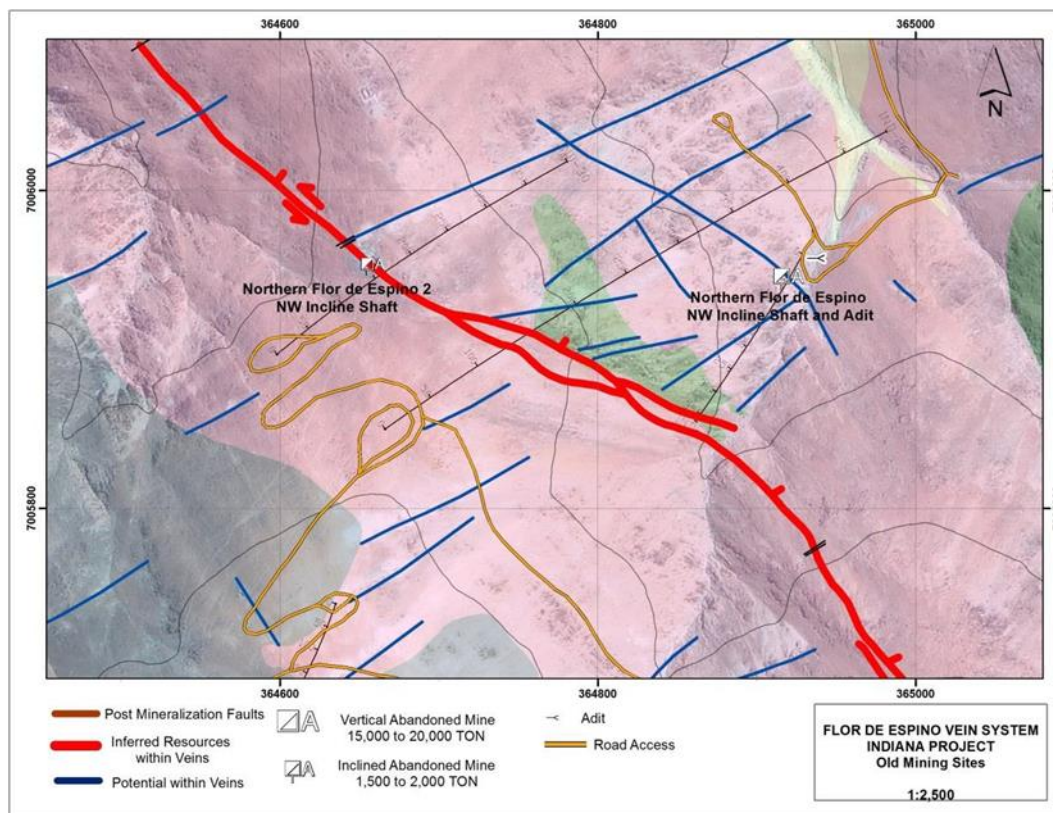 364600
364800
365000
N
7006000
7005800
A
Northern Flor de Espino 2
NW Incline Shaft
A
Northern Flor de Espino
NW Incline Shaft and Adit
364600
364800
365000
Post Mineralization Faults
Inferred Resources
within Veins
Potential within Veins
A
Vertical Abandoned Mine
15,000 to 20,000 TON
A
Inclined Abandoned Mine
1,500 to 2,000 TON
Adit
Road Access
FLOR DE ESPINO VEIN SYSTEM
INDIANA PROJECT
Old Mining Sites
1:2,500